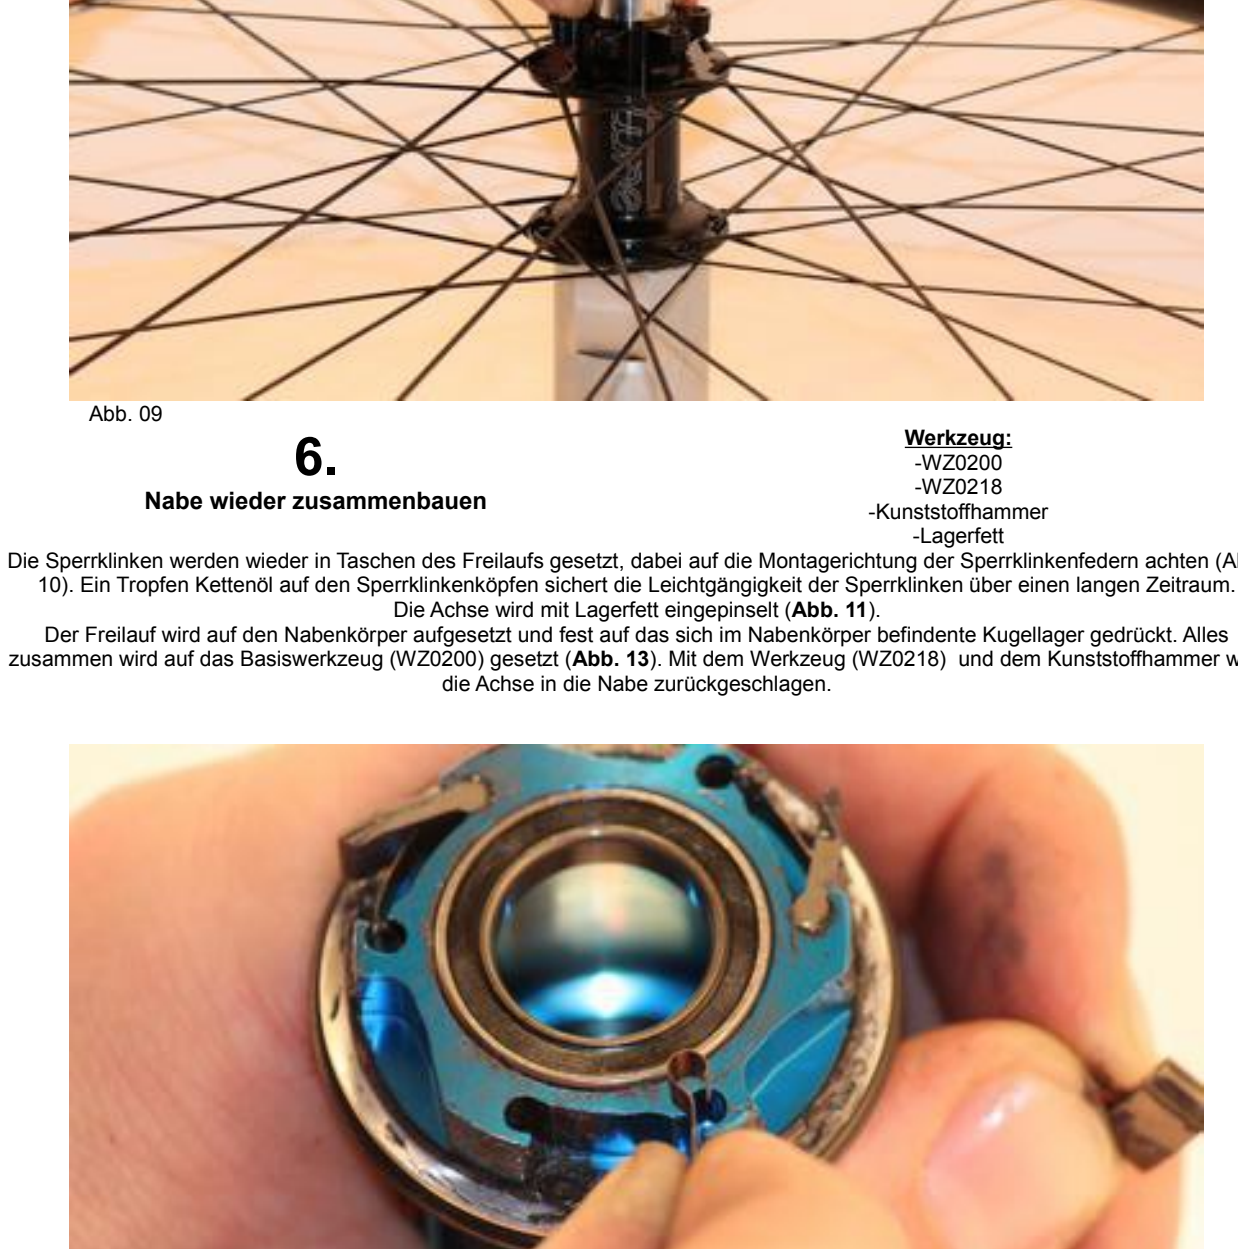 Abb. 09
6.
Nabe wieder zusammenbauen
Werkzeug:
-WZ0200
-WZ0218
-Kunststoffhammer
-Lagerfett
Die Sperrklinken werden wieder in Taschen des Freilaufs gesetzt, dabei auf die Montagerichtung der Sperrklinkenfedern achten (A
10). Ein Tropfen Kettenöl auf den Sperrklinkenköpfen sichert die Leichtgängigkeit der Sperrklinken über einen langen Zeitraum.
Die Achse wird mit Lagerfett eingepinselt (Abb. 11).
Der Freilauf wird auf den Nabenkörper aufgesetzt und fest auf das sich im Nabenkörper befindente Kugellager gedrückt. Alles
zusammen wird auf das Basiswerkzeug (WZ0200) gesetzt (Abb. 13). Mit dem Werkzeug (WZ0218) und dem Kunststoffhammer w
die Achse in die Nabe zurückgeschlagen.